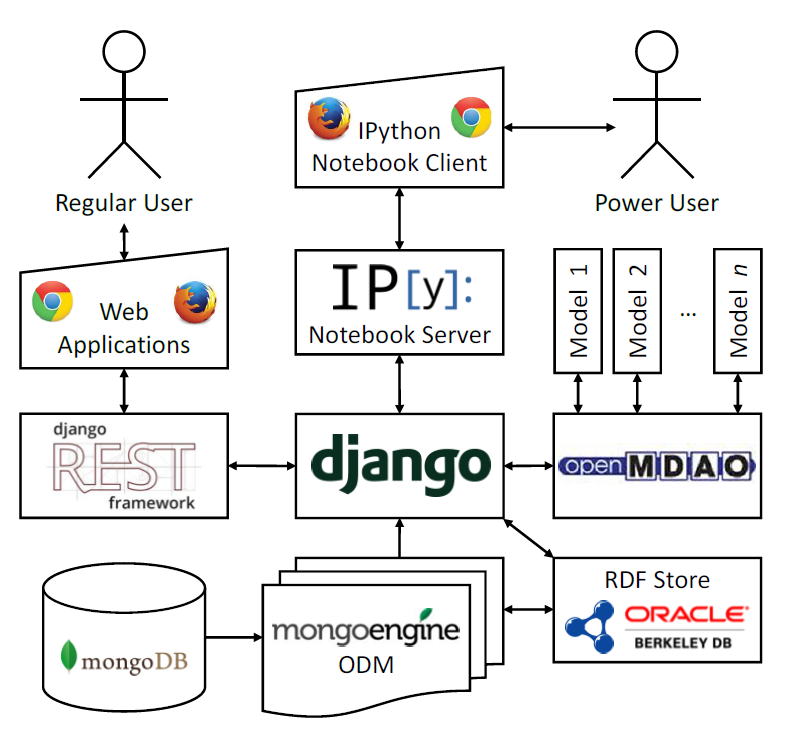 IPython
Notebook Client
Regular User
Power User
Web
Applications
IP[y]:
Notebook Server
Model 1
Model 2
...
Model n
django
REST
framework
django
openMDAO
mongoDB
mongoengine
ODM
RDF Store
ORACLE
BERKELEY DB